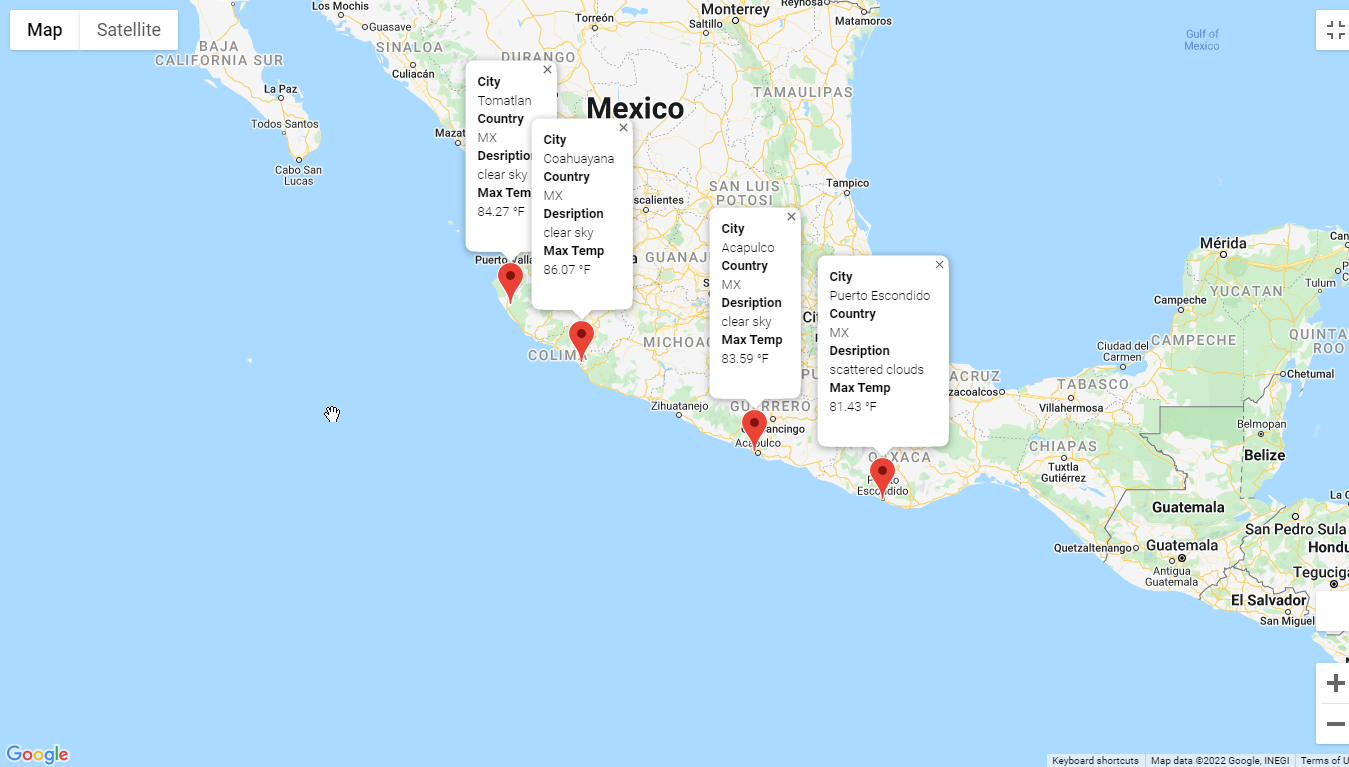 Map
Satellite
Los Mochis
Guasave
SINALOA
Culiacán
BAJA
CALIFORNIA SUR
La Paz
Todos Santos
Cabo San
Lucas
Torreón
DURANGO
Saltillo
Monterrey
Reynosa
Matamoros
Gulf of
Mexico
TAMAULIPAS
Mexico
SAN LUIS
POTOSI
Tampico
City
Tomatlan
Country
MX
Desription
clear sky
Max Temp
84.27 °F
City
Coahuayana
Country
MX
Desription
clear sky
Max Temp
86.07 °F
City
Acapulco
Country
MX
Desription
clear sky
Max Temp
83.59 °F
City
Puerto Escondido
Country
MX
Desription
scattered clouds
Max Temp
81.43 °F
Mazat
scalientes
Puerto Valla
GUANAJ
COLIMA
MICHOAC
Zihuatanejo
GUERRERO
Acapulco
OAXACA
Puerto
Escondido
ACRUZ
zacoalcos
TABASCO
Villahermosa
CHIAPAS
Tuxtla
Gutiérrez
Ciudad del
Carmen
CAMPECHE
Campeche
Mérida
YUCATAN
Tulum
QUINTA
ROO
Chetumal
Belmopan
Belize
Guatemala
Quetzaltenango
Guatemala
Antigua
Guatemala
San Pedro Sula
Hondu
Teguciga
El Salvador
San Miguel
La C
Google
Keyboard shortcuts
Map data ©2022 Google, INEGI
Terms of U